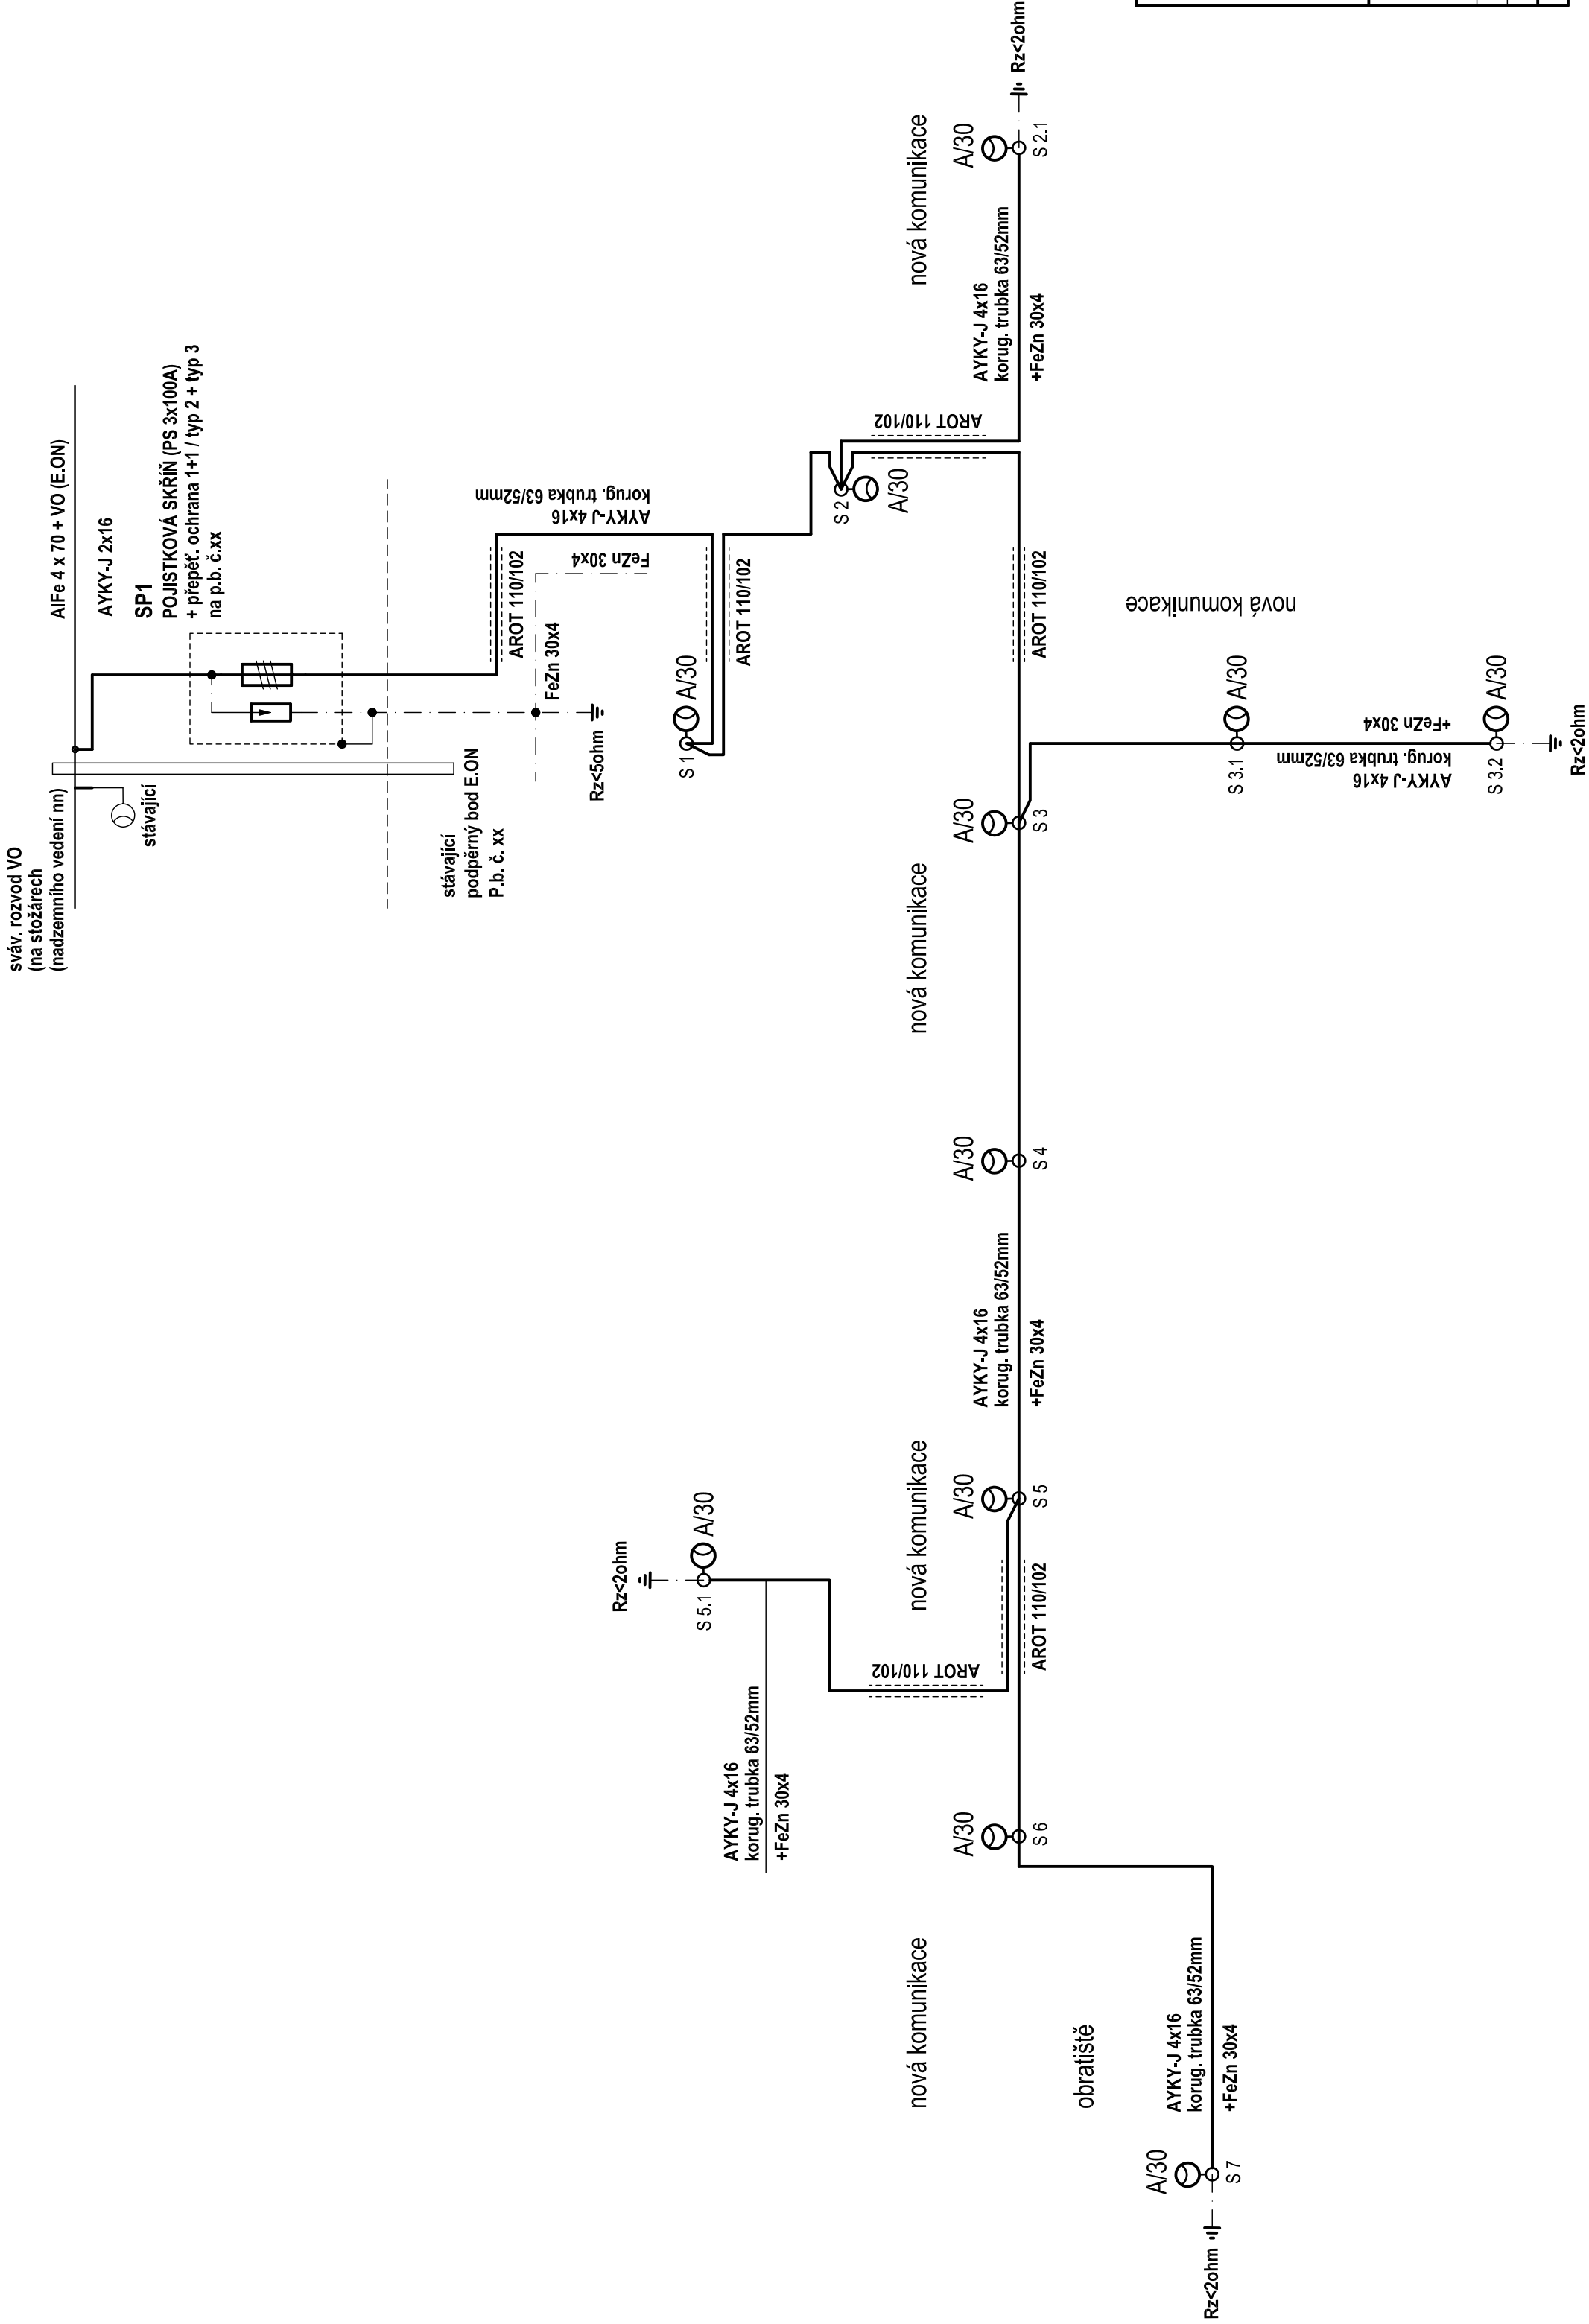 sváv. rozvod VO
(na stožárech
(nadzemního vedení nn)
stávající
AlFe 4 x 70 + VO (E.ON)
AYKY-J 2x16
SP1
POJISTKOVÁ SKŘÍŇ (PS 3x100A)
+ přepěť. ochrana 1+1 / typ 2 + typ 3
na p.b. č.xx
stávající
podpěrný bod E.ON
P.b. č. xx
AROT 110/102
FeZn 30x4
Rz<5ohm
AYKY-J 4x16
korug. trubka 63/52mm
FeZn 30x4
S 1
A/30
AROT 110/102
S 2
A/30
AROT 110/102
nová komunikace
A/30
S 2.1
Rz<2ohm
AYKY-J 4x16
korug. trubka 63/52mm
+FeZn 30x4
AROT 110/102
nová komunikace
A/30
S 3
A/30
S 3.1
+FeZn 30x4
AYKY-J 4x16
korug. trubka 63/52mm
A/30
S 3.2
Rz<2ohm
nová komunikace
A/30
S 4
AYKY-J 4x16
korug. trubka 63/52mm
+FeZn 30x4
nová komunikace
A/30
S 5
AROT 110/102
Rz<2ohm
A/30
S 5.1
AROT 110/102
AYKY-J 4x16
korug. trubka 63/52mm
+FeZn 30x4
A/30
S 6
nová komunikace
obratiště
AYKY-J 4x16
korug. trubka 63/52mm
+FeZn 30x4
A/30
S 7
Rz<2ohm